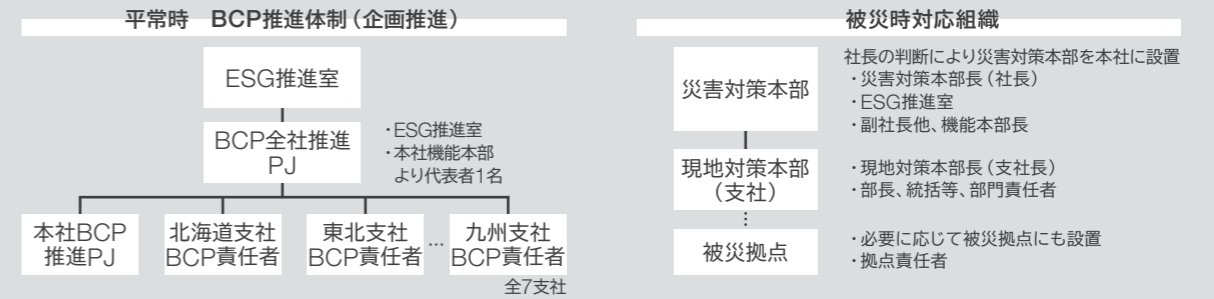 平常時　BCP推進体制（企画推進）
ESG推進室
BCP全社推進
PJ
・ESG推進室
・本社機能本部
より代表者1名
本社BCP
推進PJ
北海道支社
BCP責任者
東北支社
BCP責任者
…
九州支社
BCP責任者
全7支社
被災時対応組織
災害対策本部
社長の判断により災害対策本部を本社に設置
・災害対策本部長（社長）
・ESG推進室
・副社長他、機能本部長
現地対策本部
（支社）
・現地対策本部長（支社長）
・部長、統括等、部門責任者
被災拠点
・必要に応じて被災拠点にも設置
・拠点責任者